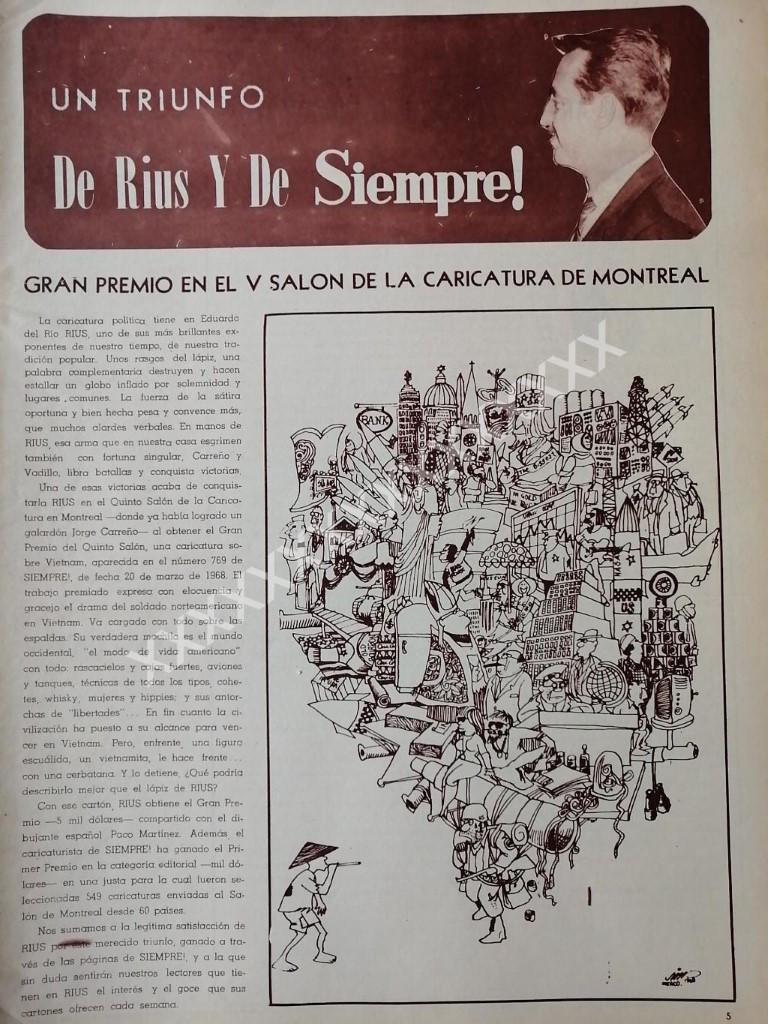 UN TRIUNFO
De Rius Y De Siempre!
GRAN PREMIO EN EL V SALON DE LA CARICATURA DE MONTREAL
La caricatura política tiene en Eduardo
del Río RIUS, uno de sus más brillantes ex-
ponentes de nuestro tiempo, de nuestra tra-
dición popular. Unos rasgos del lápiz, una
palabra complementaria destruyen y hacen
estallar un globo inflado por solemnidad y
lugares comunes. La fuerza de la sátira
oportuna y bien hecha pesa y convence más,
que muchos alardes verbales. En manos de
RIUS, esa arma que en nuestra casa esgrimen
también con fortuna singular, Carreño y
Vadillo, libra batallas y conquista victorias.
Una de esas victorias acaba de conquis-
tarla RIUS en el Quinto Salón de la Carica-
tura en Montreal —donde ya había logrado un
galardón Jorge Carreño— al obtener el Gran
Premio del Quinto Salón, una caricatura so-
bre Vietnam, aparecida en el número 769 de
SIEMPRE!, de fecha 20 de marzo de 1968. El
trabajo premiado expresa con elocuencia y
gracejo el drama del soldado norteamericano
en Vietnam. Va cargado con todo sobre la
espaldas. Su verdadera mochila es el mundo
occidental, "el modo de vida americano"
con todo: rascacielos y cajas fuertes, aviones
y tanques, técnicas de todos los tipos, cohe-
tes, whisky, mujeres y hippies; y sus antor-
chas de "libertades"... En fin cuanto la ci-
vilización ha puesto a su alcance para ven-
cer en Vietnam. Pero, enfrente, una figura
escuálida, un vietnamita, le hace frente...
con una cerbatana. Y lo detiene. ¿Qué podría
describirlo mejor que el lápiz de RIUS?
Con ese cartón, RIUS obtiene el Gran Pre-
mio —5 mil dólares— compartido con el di-
bujante español Paco Martínez. Además el
caricaturista de SIEMPRE! ha ganado el Pri-
mer Premio en la categoría editorial —mil dó-
lares— en una justa para la cual fueron se-
leccionadas 549 caricaturas enviadas al Sa-
lón de Montreal desde 60 países.
Nos sumamos a la legítima satisfacción de
RIUS por este merecido triunfo, ganado a tra-
vés de las páginas de SIEMPRE!, y a la que
sin duda sentirán nuestros lectores que tie-
nen en RIUS el interés y el goce que sus
cartones ofrecen cada semana.
BANK
IN GOLD
NASA
US
5